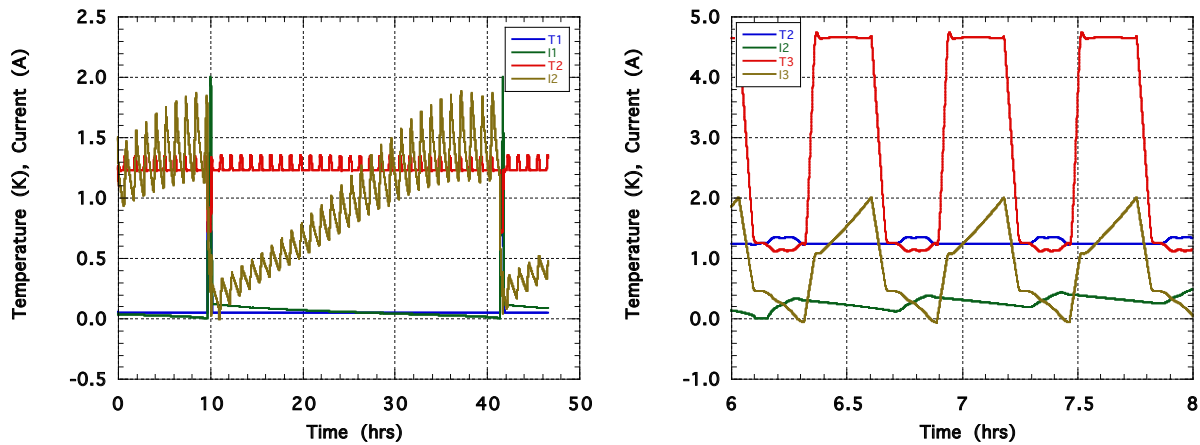 Temperature (K), Current (A)
2.5
2.0
1.5
1.0
0.5
0.0
-0.5
T1
I1
T2
I2
0
10
20
30
40
50
Time (hrs)
Temperature (K), Current (A)
5.0
4.0
3.0
2.0
1.0
0.0
-1.0
T2
I2
T3
I3
6
6.5
7
7.5
8
Time (hrs)